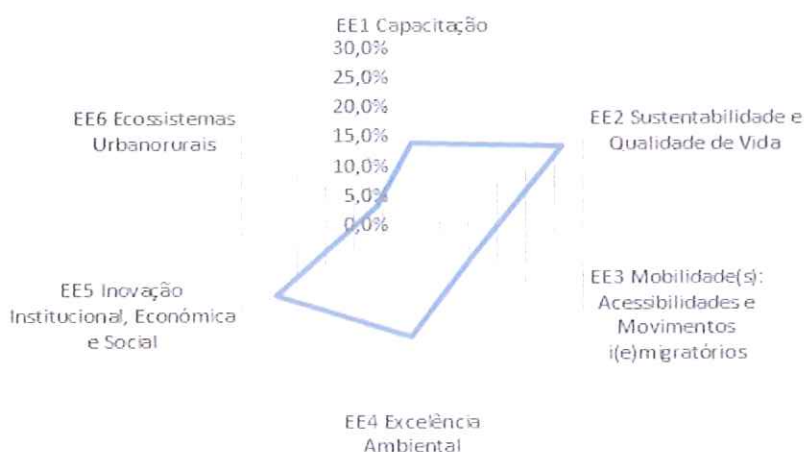 EE1 Capacitação
30,0%
25,0%
20,0%
15,0%
10,0%
5,0%
0,0%
EE2 Sustentabilidade e
Qualidade de Vida
EE3 Mobilidade(s):
Acessibilidades e
Movimentos
i(e)migratórios
EE4 Excelência
Ambiental
EE5 Inovação
Institucional, Económica
e Social
EE6 Ecossistemas
Urbanorurais